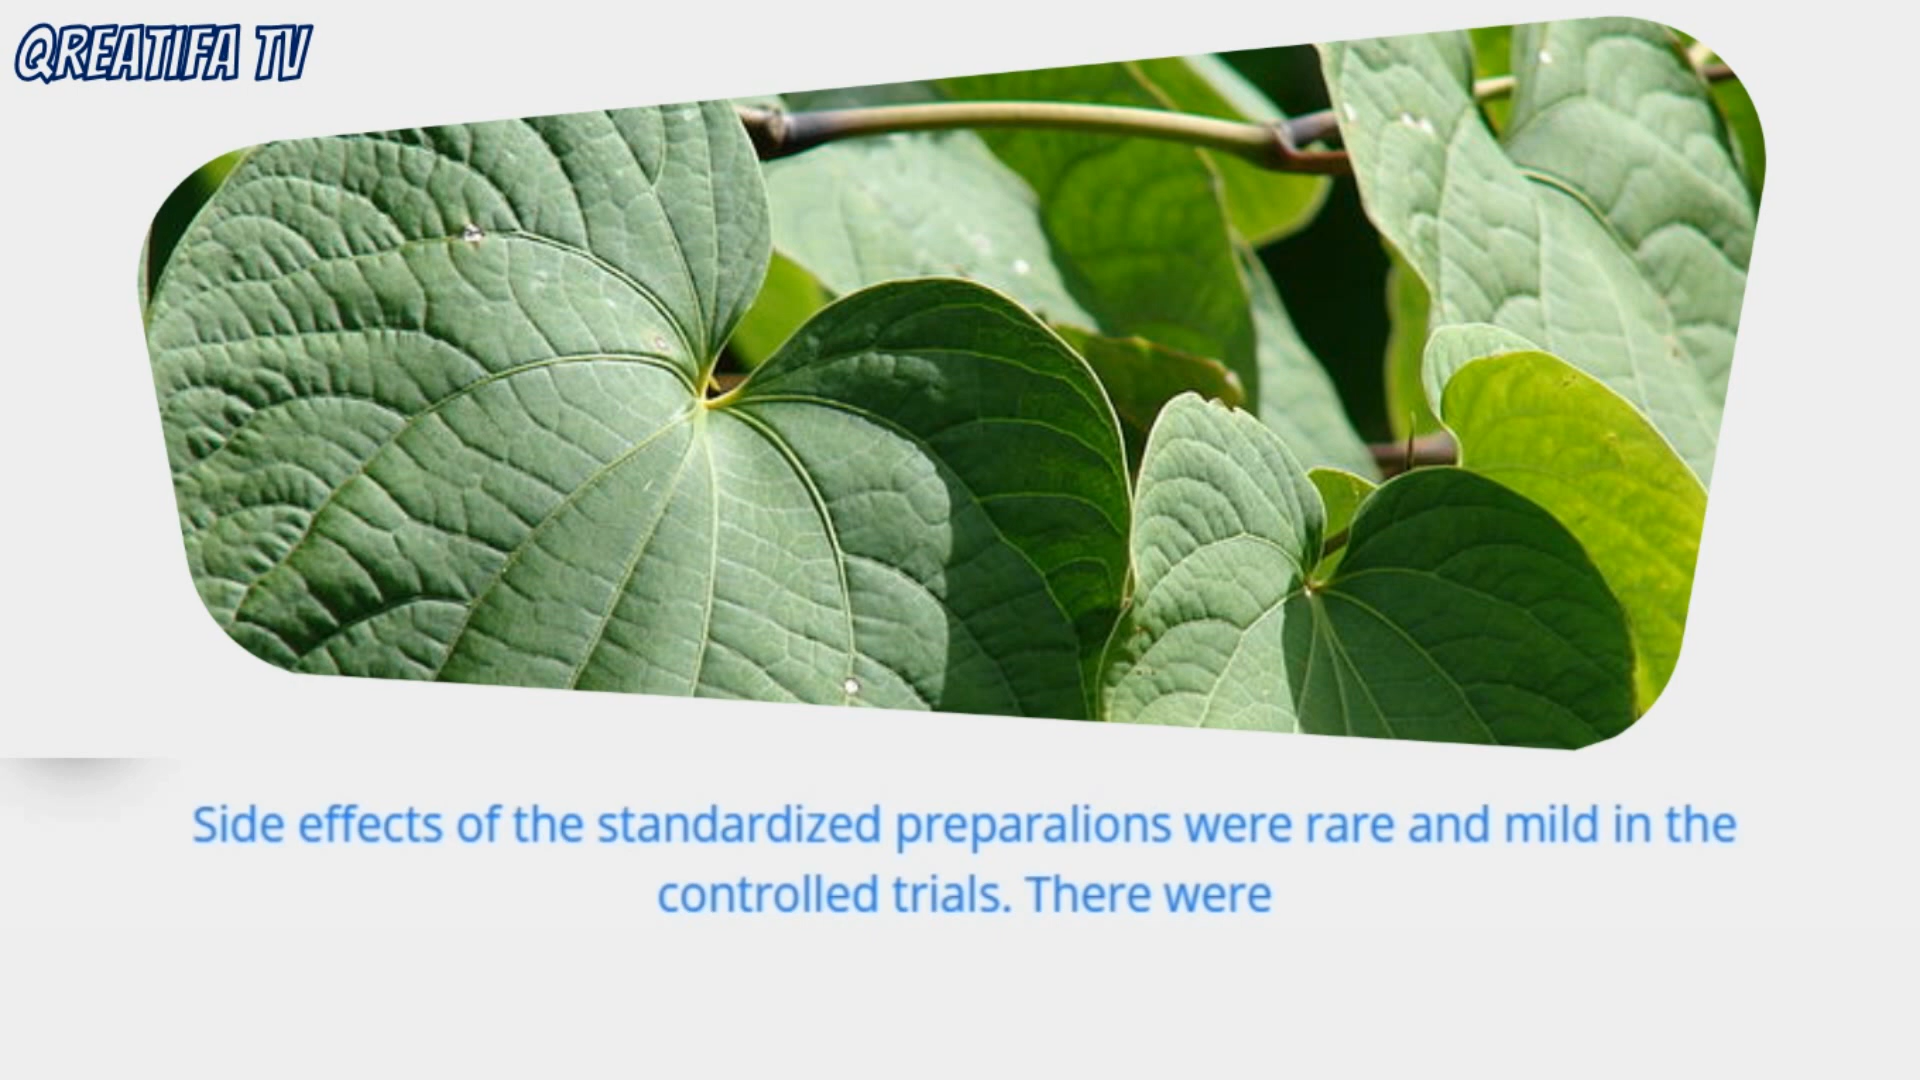 QREATIFA TV
Side effects of the standardized preparalions were rare and mild in the
controlled trials. There were